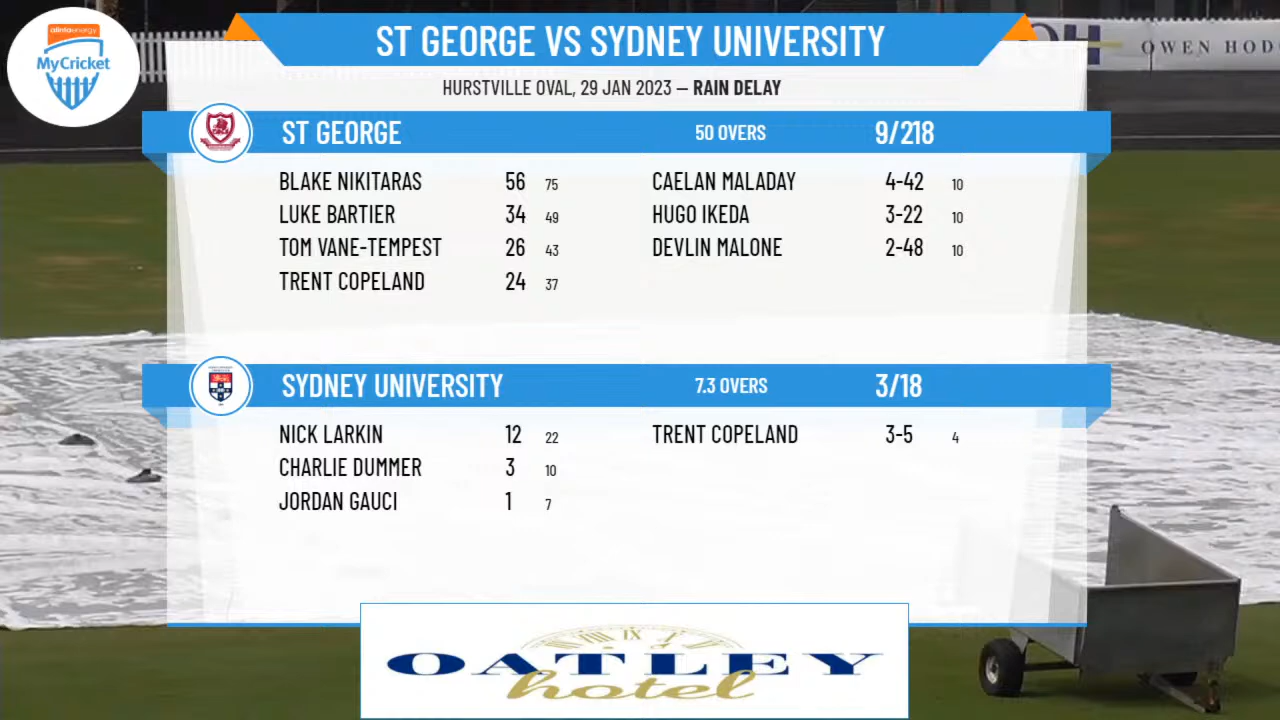 alintaenergy
MyCricket
ST GEORGE VS SYDNEY UNIVERSITY
OWEN HOD
HURSTVILLE OVAL, 29 JAN 2023 – RAIN DELAY
ST GEORGE 50 OVERS 9/218
BLAKE NIKITARAS 56 75 CAELAN MALADAY 4-42 10
LUKE BARTIER 34 49 HUGO IKEDA 3-22 10
TOM VANE-TEMPEST 26 43 DEVLIN MALONE 2-48 10
TRENT COPELAND 24 37
SYDNEY UNIVERSITY 7.3 OVERS 3/18
NICK LARKIN 12 22 TRENT COPELAND 3-5 4
CHARLIE DUMMER 3 10
JORDAN GAUCI 1 7
OATLEY
hotel